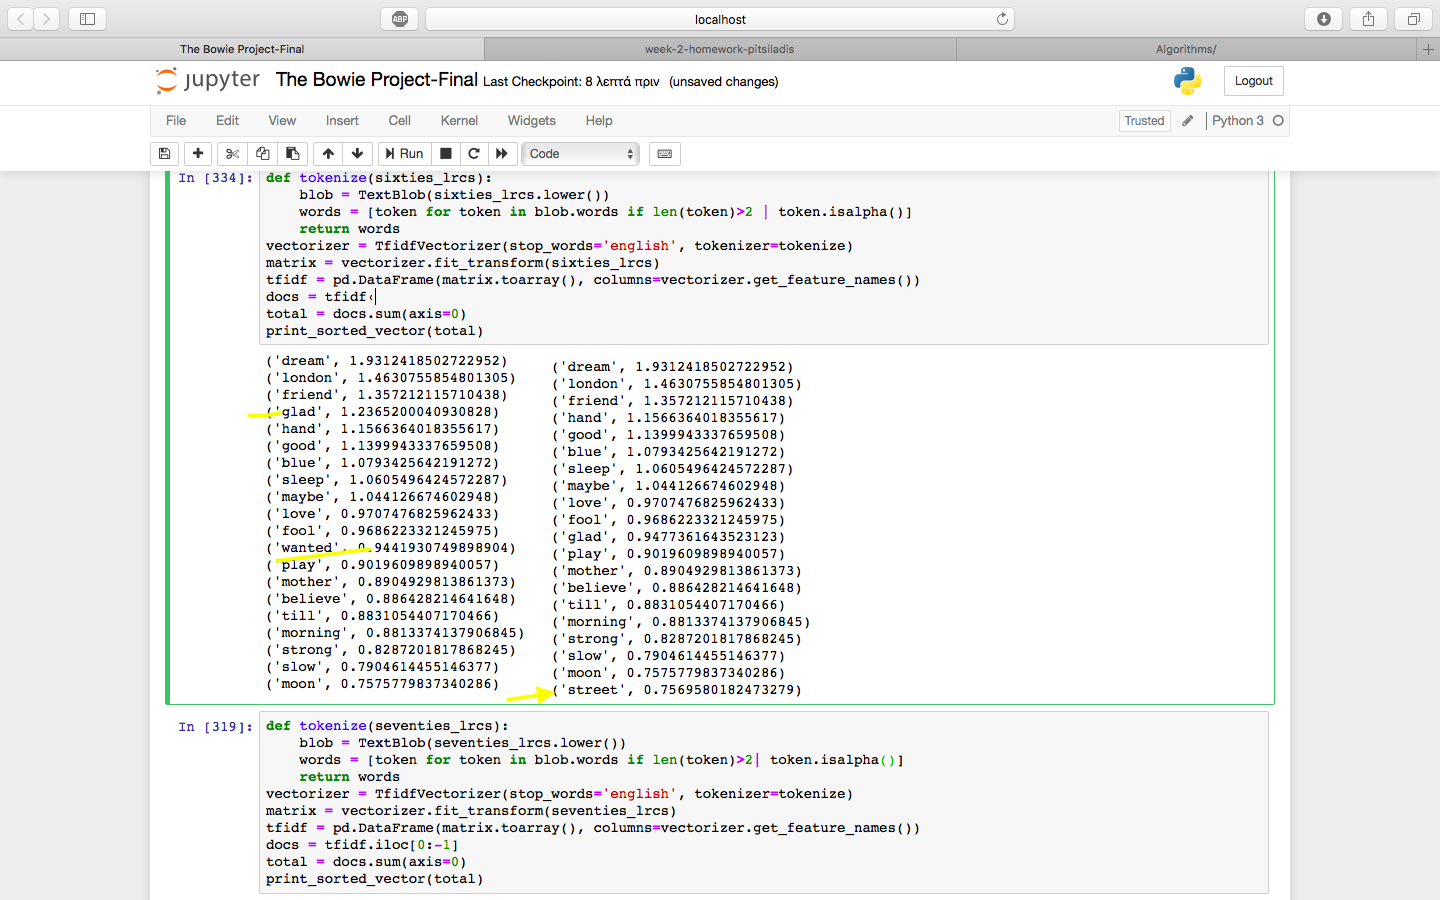 ABP
localhost
The Bowie Project-Final
week-2-homework-pitsiladis
Algorithms/
jupyter The Bowie Project-Final Last Checkpoint: 8 λεπτά πριν (unsaved changes)
Logout
File Edit View Insert Cell Kernel Widgets Help
Trusted Python 3
Run Code
In [334]: def tokenize(sixties_lrcs):
blob = TextBlob(sixties_lrcs.lower())
words = [token for token in blob.words if len(token)>2 | token.isalpha()]
return words
vectorizer = TfidfVectorizer(stop_words='english', tokenizer=tokenize)
matrix = vectorizer.fit_transform(sixties_lrcs)
tfidf = pd.DataFrame(matrix.toarray(), columns=vectorizer.get_feature_names())
docs = tfidf
total = docs.sum(axis=0)
print_sorted_vector(total)
('dream', 1.9312418502722952)
('london', 1.4630755854801305)
('friend', 1.357212115710438)
('glad', 1.2365200040930828)
('hand', 1.1566364018355617)
('good', 1.1399943337659508)
('blue', 1.0793425642191272)
('sleep', 1.0605496424572287)
('maybe', 1.044126674602948)
('love', 0.9707476825962433)
('fool', 0.9686223321245975)
('wanted', 0.9441930749898904)
('play', 0.9019609898940057)
('mother', 0.8904929813861373)
('believe', 0.886428214641648)
('till', 0.8831054407170466)
('morning', 0.8813374137906845)
('strong', 0.8287201817868245)
('slow', 0.7904614455146377)
('moon', 0.7575779837340286)
('dream', 1.9312418502722952)
('london', 1.4630755854801305)
('friend', 1.357212115710438)
('hand', 1.1566364018355617)
('good', 1.1399943337659508)
('blue', 1.0793425642191272)
('sleep', 1.0605496424572287)
('maybe', 1.044126674602948)
('love', 0.9707476825962433)
('fool', 0.9686223321245975)
('glad', 0.9477361643523123)
('play', 0.9019609898940057)
('mother', 0.8904929813861373)
('believe', 0.886428214641648)
('till', 0.8831054407170466)
('morning', 0.8813374137906845)
('strong', 0.8287201817868245)
('slow', 0.7904614455146377)
('moon', 0.7575779837340286)
('street', 0.7569580182473279)
In [319]: def tokenize(seventies_lrcs):
blob = TextBlob(seventies_lrcs.lower())
words = [token for token in blob.words if len(token)>2| token.isalpha()]
return words
vectorizer = TfidfVectorizer(stop_words='english', tokenizer=tokenize)
matrix = vectorizer.fit_transform(seventies_lrcs)
tfidf = pd.DataFrame(matrix.toarray(), columns=vectorizer.get_feature_names())
docs = tfidf.iloc[0:-1]
total = docs.sum(axis=0)
print_sorted_vector(total)